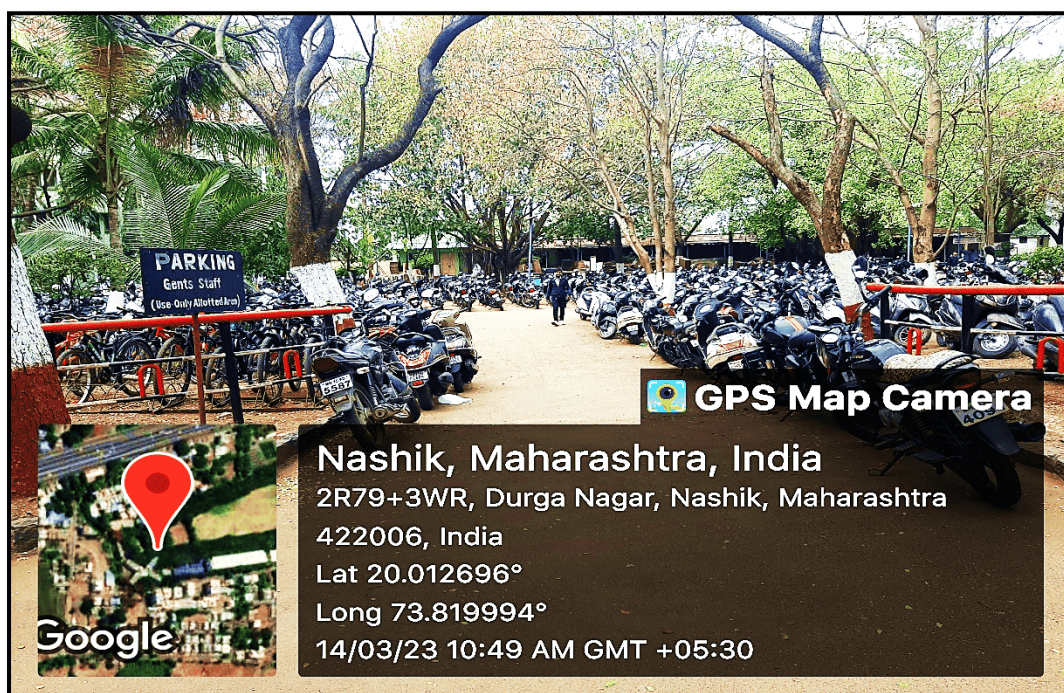 PARKING
Gents Staff
(Use Only Allotted Area)
5587
GPS Map Camera
Nashik, Maharashtra, India
2R79+3WR, Durga Nagar, Nashik, Maharashtra
422006, India
Lat 20.012696°
Long 73.819994°
14/03/23 10:49 AM GMT +05:30
Google